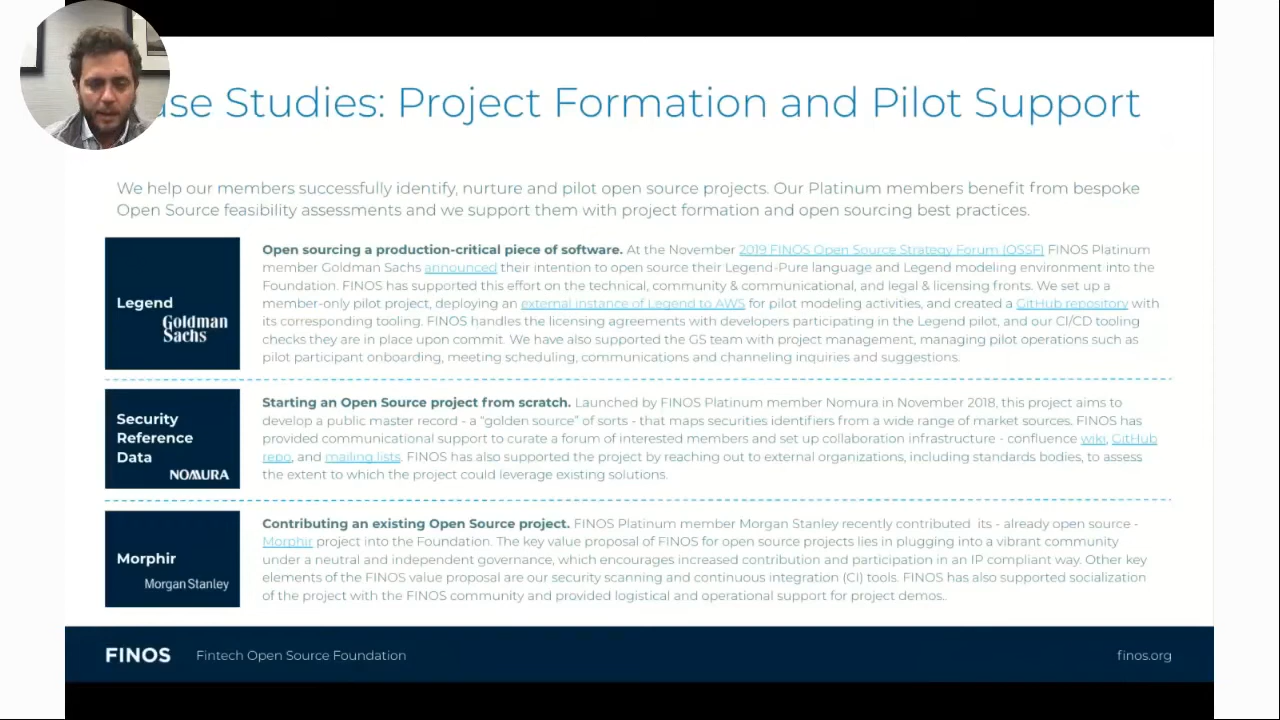 ase Studies: Project Formation and Pilot Support
We help our members successfully identify, nurture and pilot open source projects. Our Platinum members benefit from bespoke
Open Source feasibility assessments and we support them with project formation and open sourcing best practices.
Legend
Goldman
Sachs
Open sourcing a production-critical piece of software. At the November 2019 FINOS Open Source Strategy Forum (OSSF) FINOS Platinum
member Goldman Sachs announced their intention to open source their Legend-Pure language and Legend modeling environment into the
Foundation. FINOS has supported this effort on the technical, community & communicational, and legal & licensing fronts. We set up a
member-only pilot project, deploying an external instance of Legend to AWS for pilot modeling activities, and created a GitHub repository with
its corresponding tooling. FINOS handles the licensing agreements with developers participating in the Legend pilot, and our CI/CD tooling
checks they are in place upon commit. We have also supported the GS team with project management, managing pilot operations such as
pilot participant onboarding, meeting scheduling, communications and channeling inquiries and suggestions.
Security
Reference
Data
NOMURA
Starting an Open Source project from scratch. Launched by FINOS Platinum member Nomura in November 2018, this project aims to
develop a public master record - a “golden source” of sorts - that maps securities identifiers from a wide range of market sources. FINOS has
provided communicational support to curate a forum of interested members and set up collaboration infrastructure - confluence wiki, GitHub
repo, and mailing lists. FINOS has also supported the project by reaching out to external organizations, including standards bodies, to assess
the extent to which the project could leverage existing solutions.
Morphir
Morgan Stanley
Contributing an existing Open Source project. FINOS Platinum member Morgan Stanley recently contributed its - already open source -
Morphir project into the Foundation. The key value proposal of FINOS for open source projects lies in plugging into a vibrant community
under a neutral and independent governance, which encourages increased contribution and participation in an IP compliant way. Other key
elements of the FINOS value proposal are our security scanning and continuous integration (CI) tools. FINOS has also supported socialization
of the project with the FINOS community and provided logistical and operational support for project demos..
FINOS Fintech Open Source Foundation
finos.org